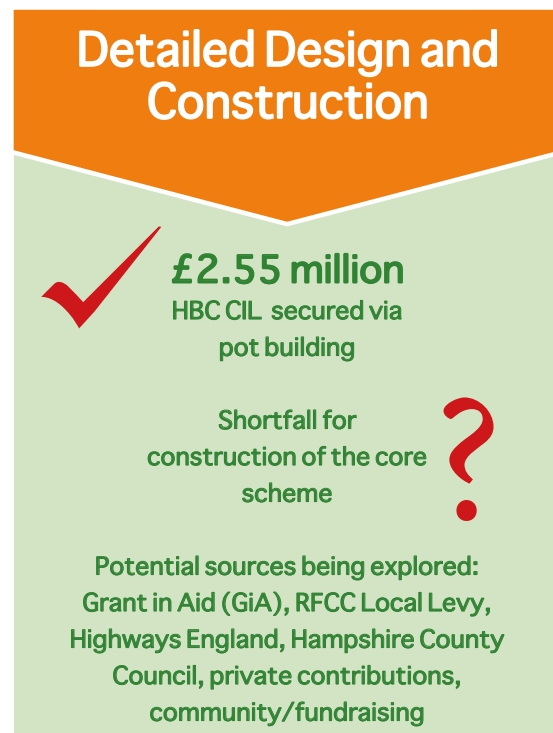 Detailed Design and
Construction
£2.55 million
HBC CIL secured via
pot building
Shortfall for
construction of the core
scheme
?
Potential sources being explored:
Grant in Aid (GiA), RFCC Local Levy,
Highways England, Hampshire County
Council, private contributions,
community/fundraising